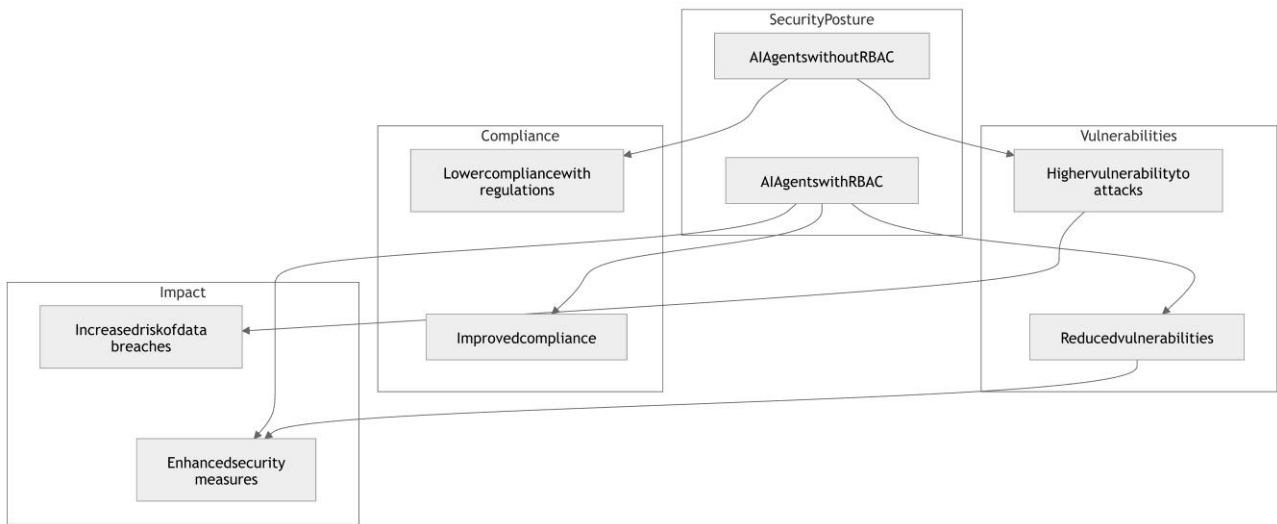 SecurityPosture
AIAgentswithoutRBAC
Compliance
Vulnerabilities
Lowercompliancewith
regulations
AIAgentswithRBAC
Highervulnerabilityto
attacks
Impact
Increasedriskofdata
breaches
Improvedcompliance
Reducedvulnerabilities
Enhancedsecurity
measures